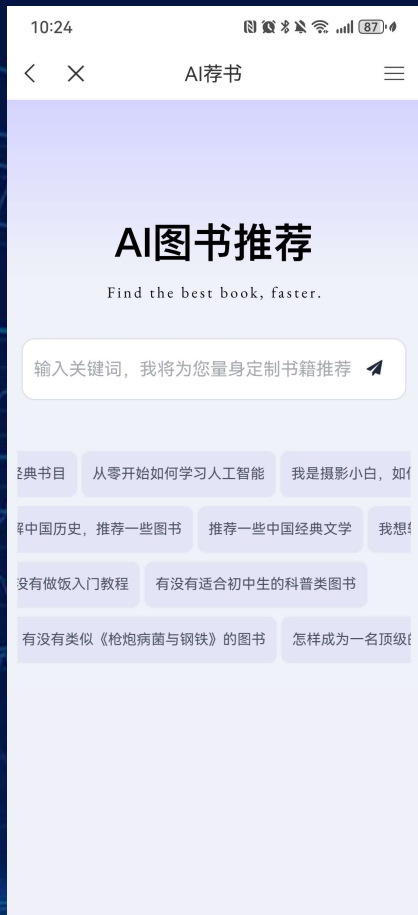 10:24
87
AI荐书
AI图书推荐
Find the best book, faster.
输入关键词，我将为您量身定制书籍推荐
经典书目 从零开始如何学习人工智能 我是摄影小白，如
解中国历史，推荐一些图书 推荐一些中国经典文学 我想
没有做饭入门教程 有没有适合初中生的科普类图书
有没有类似《枪炮病菌与钢铁》的图书 怎样成为一名顶级